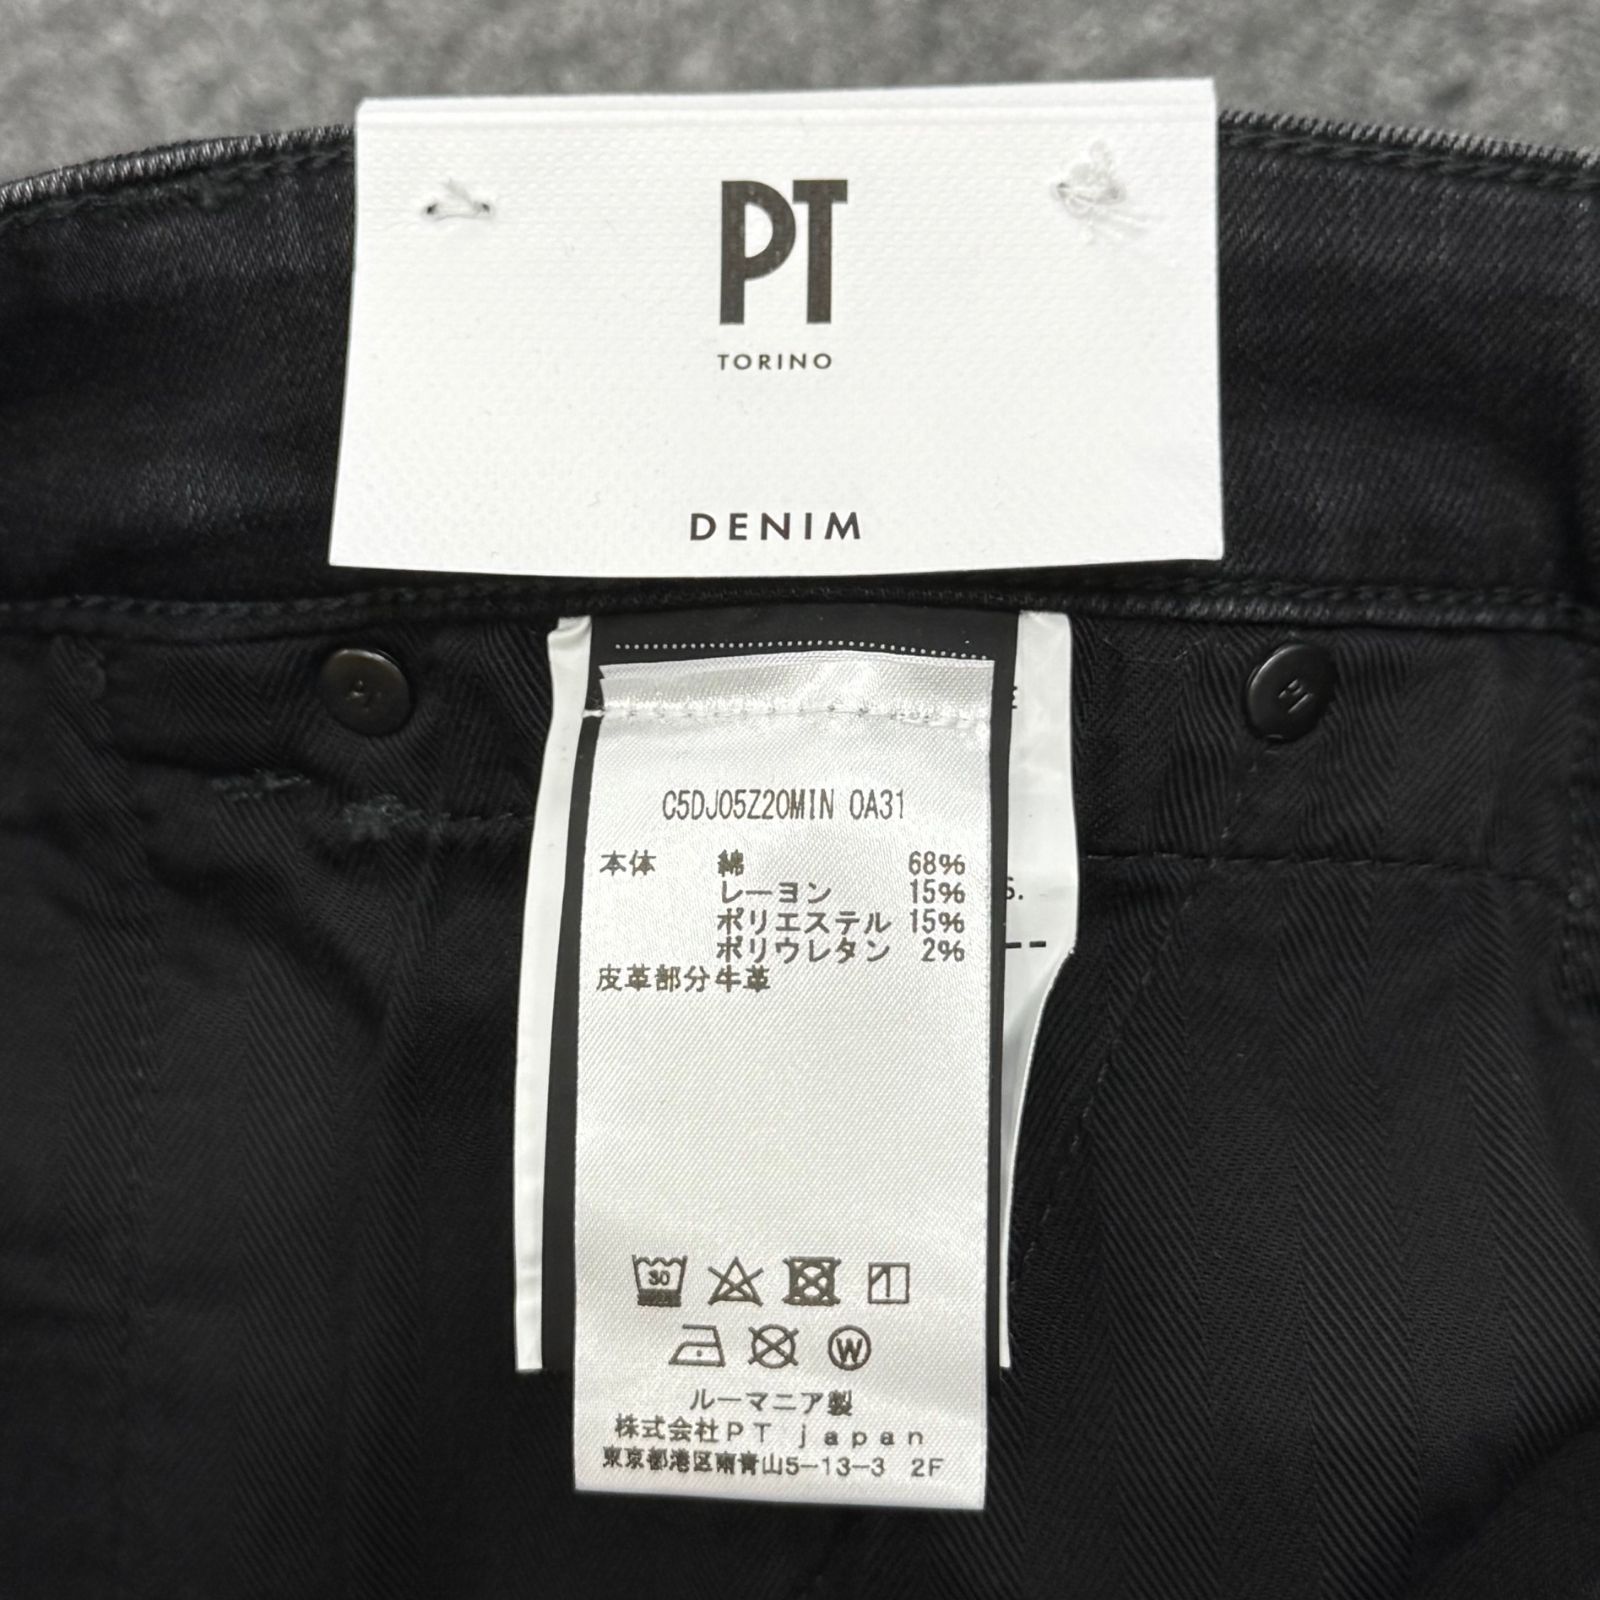 PT
TORINO
DENIM
PT
C5DJ05Z20MIN 0A31
本体 綿 68%
レーヨン 15%
ポリエステル 15%
ポリウレタン 2%
皮革部分 牛革
30
W
ルーマニア製
株式会社PT japan
東京都港区南青山5-13-3 2F